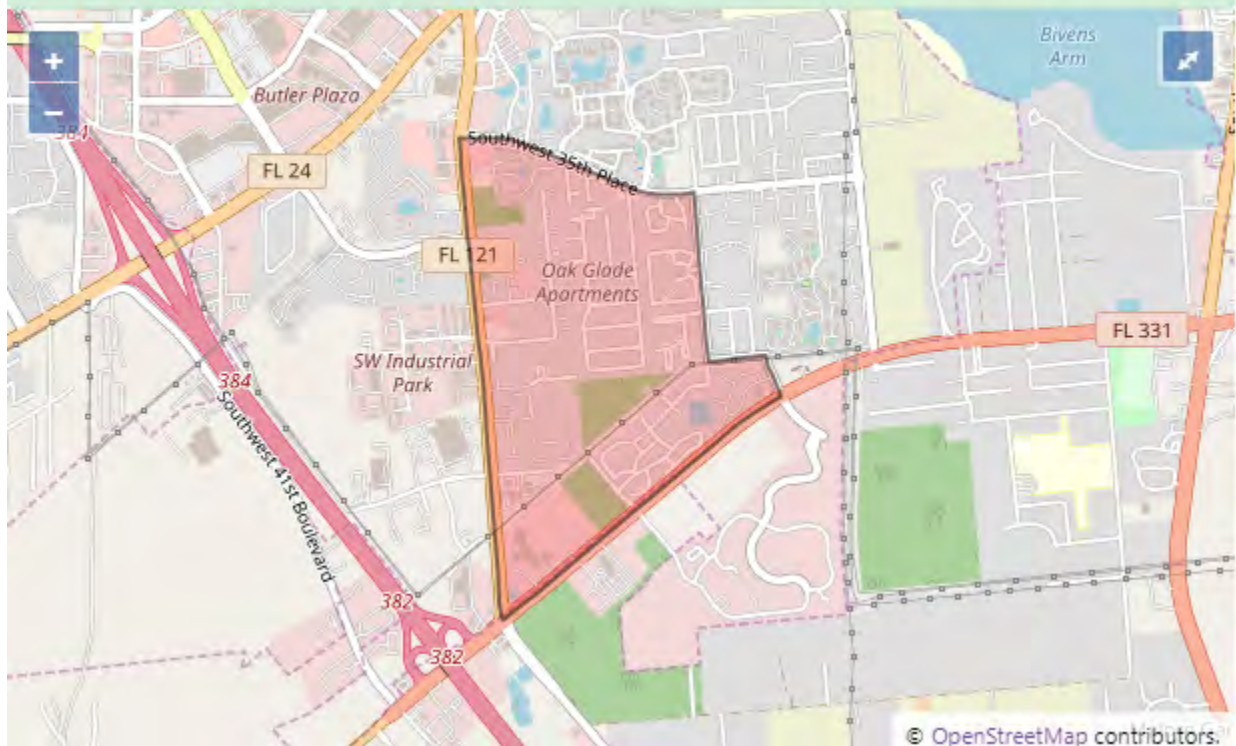 Bivens
Arm
+
−
384
Butler Plaza
Southwest 35th Place
FL 24
FL 121
Oak Glade
Apartments
FL 331
SW Industrial
Park
384
Southwest 41st Boulevard
382
382
© OpenStreetMap contributors.